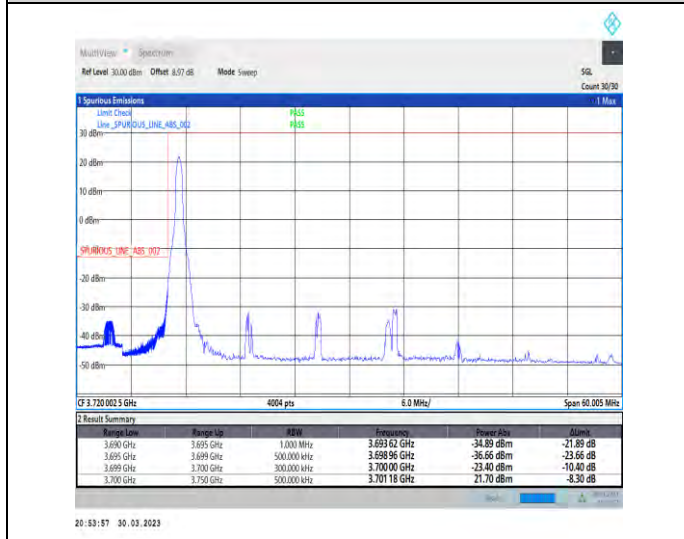 MultiView Spectrum
Ref Level 30.00 dBm Offset 8.97 dB Mode Sweep SGL
Count 30/30
1 Spurious Emissions 1 Max
Limit Check PASS
Line _SPURIOUS_LINE_ABS_002 PASS
30 dBm
20 dBm
10 dBm
0 dBm
_SPURIOUS_LINE_ABS_002
-20 dBm
-30 dBm
-40 dBm
-50 dBm
CF 3.720 002 5 GHz 4004 pts 6.0 MHz/ Span 60.005 MHz
2 Result Summary
Range Low Range Up RBW Frequency Power Abs ΔLimit
3.690 GHz 3.695 GHz 1.000 MHz 3.693 62 GHz -34.89 dBm -21.89 dB
3.695 GHz 3.699 GHz 500.000 kHz 3.698 96 GHz -36.66 dBm -23.66 dB
3.699 GHz 3.700 GHz 300.000 kHz 3.700 00 GHz -23.40 dBm -10.40 dB
3.700 GHz 3.750 GHz 500.000 kHz 3.701 18 GHz 21.70 dBm -8.30 dB
20:53:57 30.03.2023